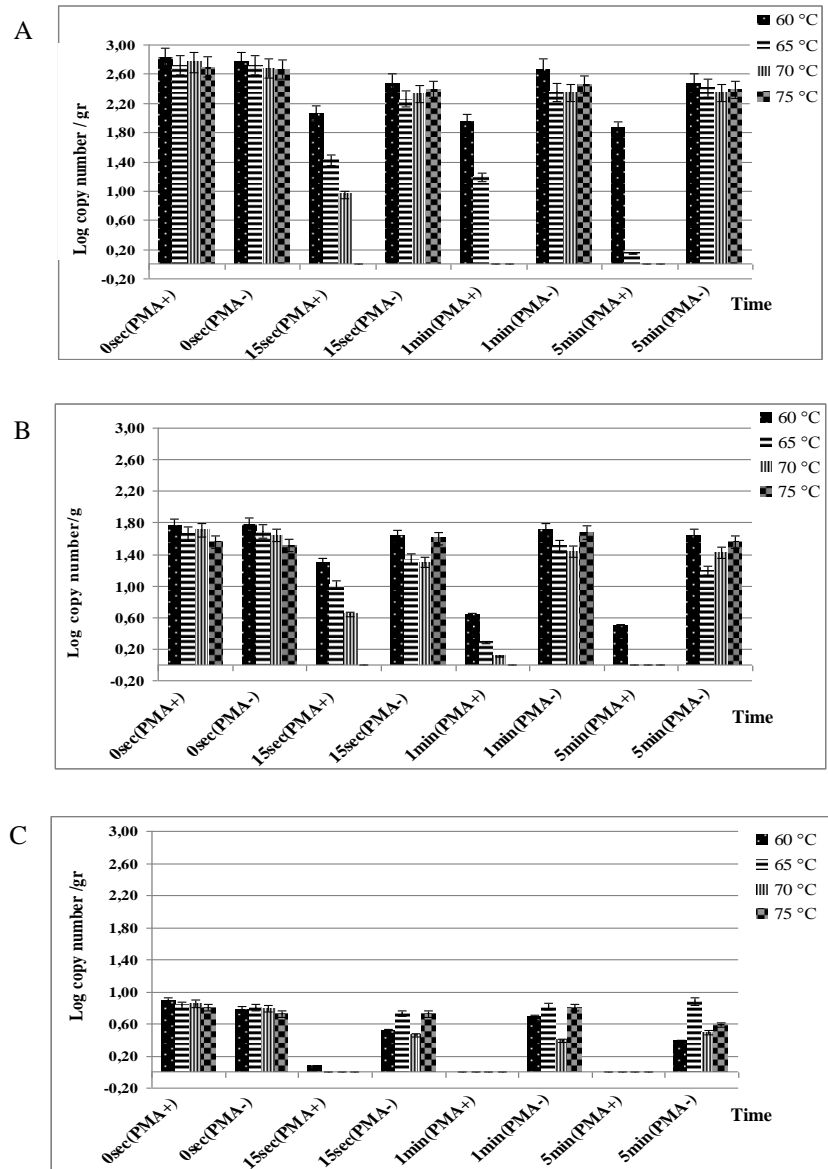 A
Log copy number / gr
3,00
2,60
2,20
1,80
1,40
1,00
0,60
0,20
-0,20
60 °C
65 °C
70 °C
75 °C
0sec(PMA+)
0sec(PMA-)
15sec(PMA+)
15sec(PMA-)
1min(PMA+)
1min(PMA-)
5min(PMA+)
5min(PMA-)
Time
B
Log copy number/g
3,00
2,60
2,20
1,80
1,40
1,00
0,60
0,20
-0,20
60 °C
65 °C
70 °C
75 °C
0sec(PMA+)
0sec(PMA-)
15sec(PMA+)
15sec(PMA-)
1min(PMA+)
1min(PMA-)
5min(PMA+)
5min(PMA-)
Time
C
Log copy number /gr
3,00
2,60
2,20
1,80
1,40
1,00
0,60
0,20
-0,20
60 °C
65 °C
70 °C
75 °C
0sec(PMA+)
0sec(PMA-)
15sec(PMA+)
15sec(PMA-)
1min(PMA+)
1min(PMA-)
5min(PMA+)
5min(PMA-)
Time